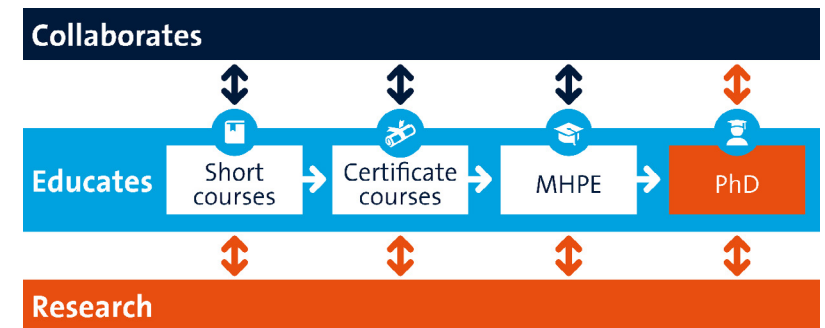 Collaborates
Educates
Short
courses
Certificate
courses
MHPE
PhD
Research